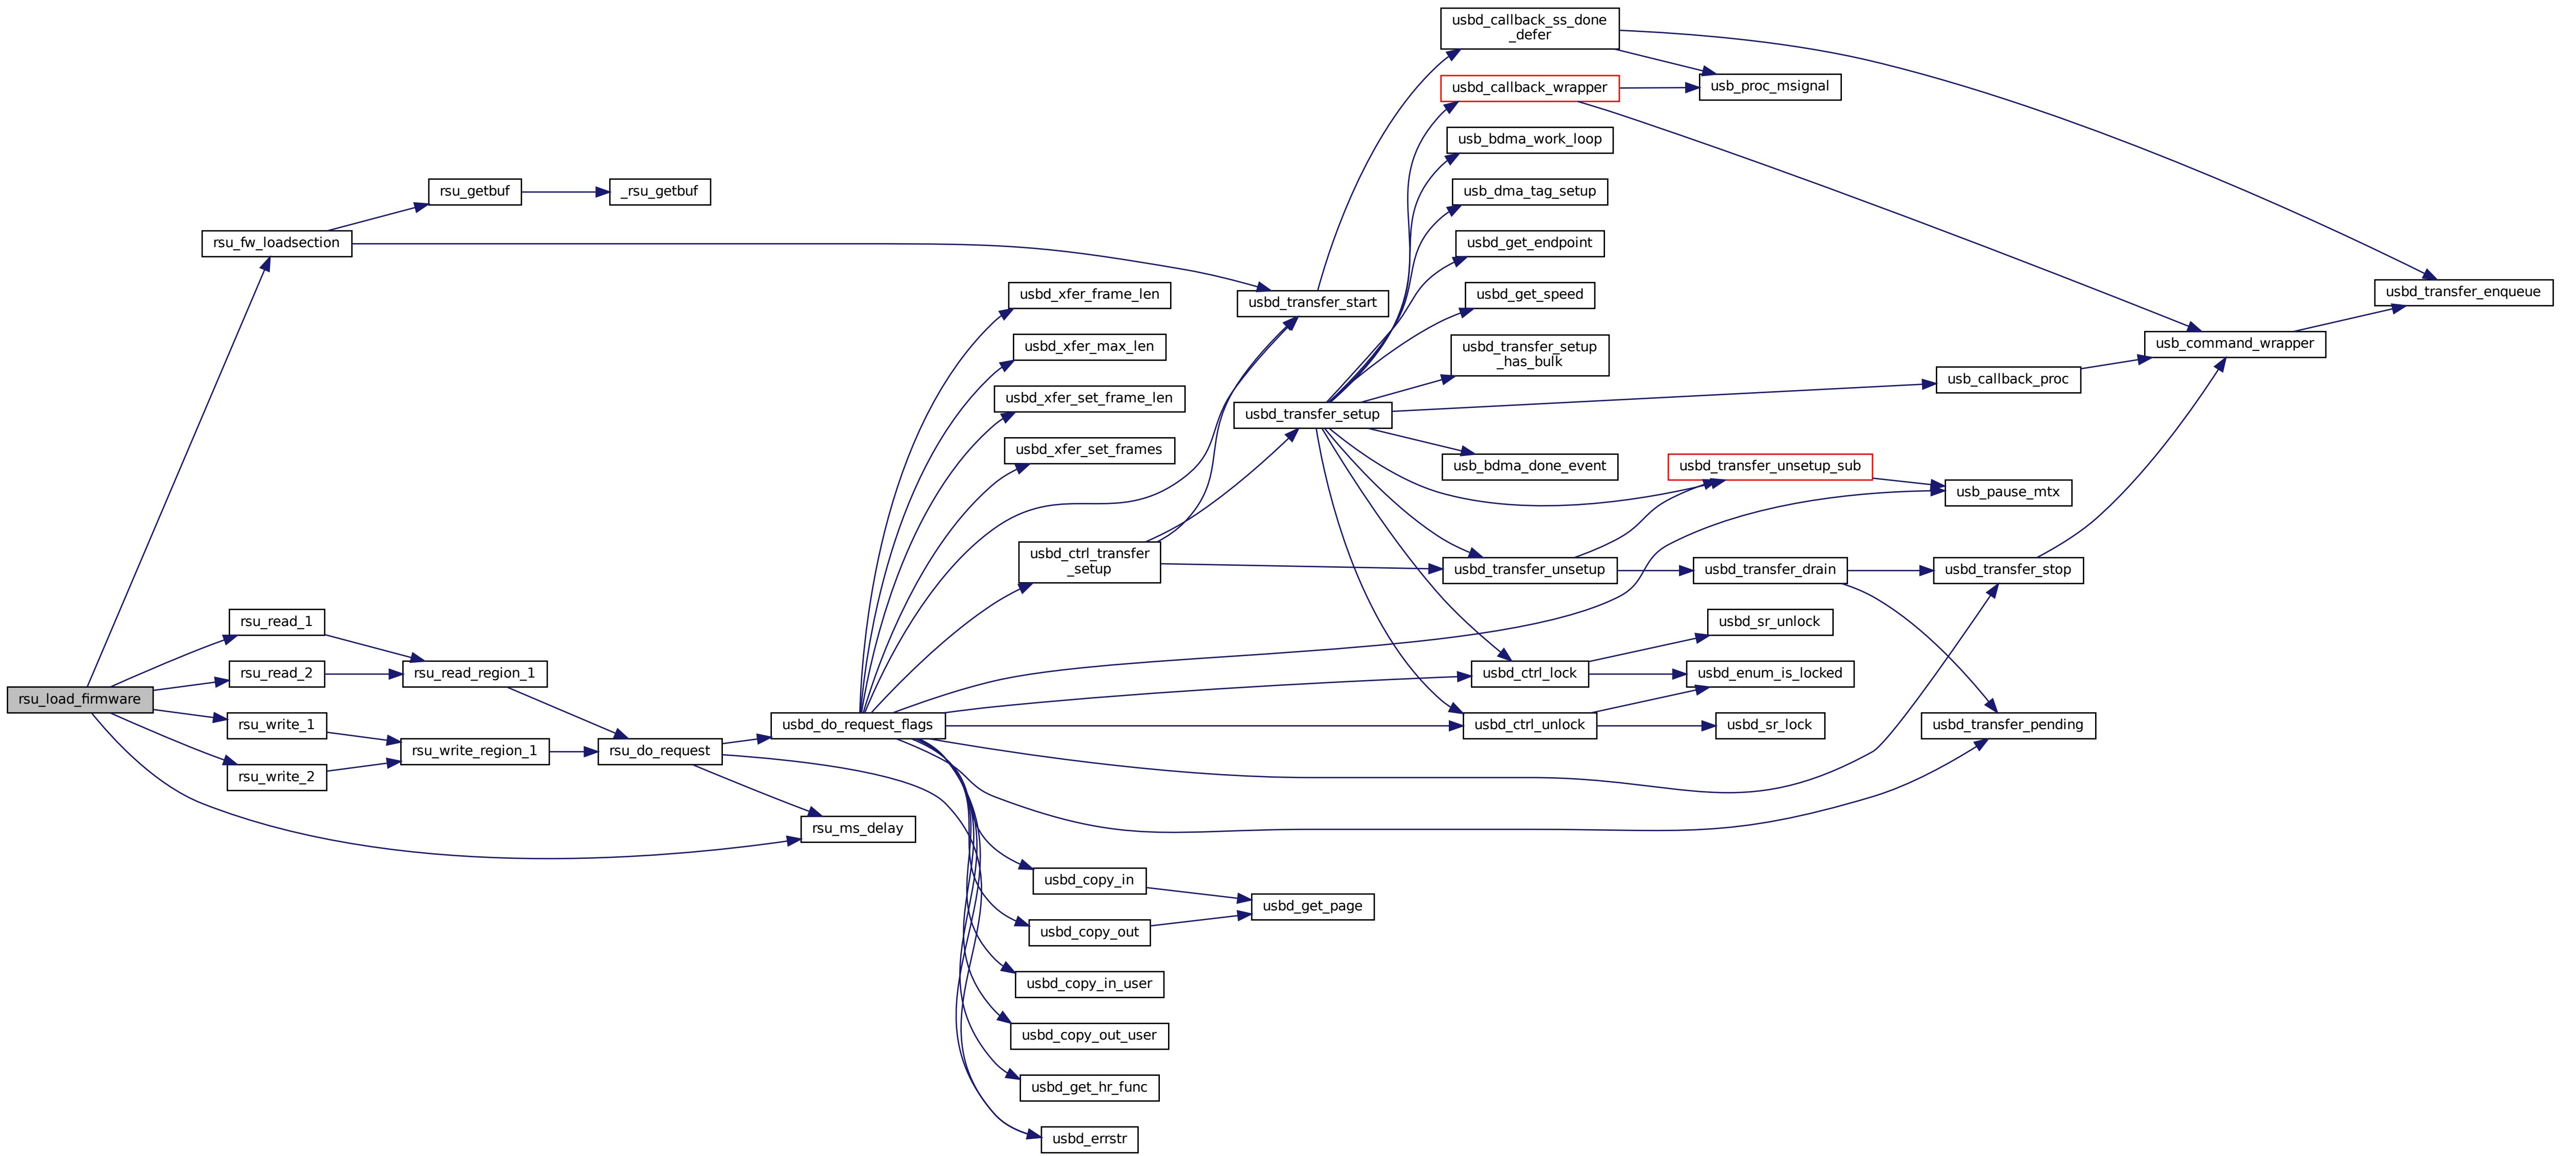 usbd_callback_ss_done
_defer
usbd_callback_wrapper
usb_proc_msignal
usb_bdma_work_loop
rsu_getbuf
_rsu_getbuf
usb_dma_tag_setup
rsu_fw_loadsection
usbd_get_endpoint
usbd_xfer_frame_len
usbd_transfer_start
usbd_get_speed
usbd_transfer_enqueue
usbd_xfer_max_len
usbd_transfer_setup
_has_bulk
usb_command_wrapper
usb_callback_proc
usbd_xfer_set_frame_len
usbd_transfer_setup
usbd_xfer_set_frames
usb_bdma_done_event
usbd_transfer_unsetup_sub
usb_pause_mtx
usbd_ctrl_transfer
_setup
usbd_transfer_unsetup
usbd_transfer_drain
usbd_transfer_stop
rsu_read_1
usbd_sr_unlock
rsu_read_2
rsu_read_region_1
usbd_ctrl_lock
usbd_enum_is_locked
rsu_load_firmware
rsu_write_1
usbd_do_request_flags
usbd_ctrl_unlock
usbd_sr_lock
usbd_transfer_pending
rsu_write_region_1
rsu_do_request
rsu_write_2
rsu_ms_delay
usbd_copy_in
usbd_get_page
usbd_copy_out
usbd_copy_in_user
usbd_copy_out_user
usbd_get_hr_func
usbd_errstr